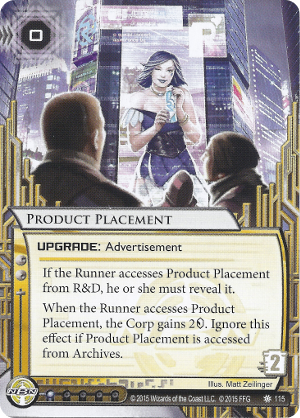 0
PRODUCT PLACEMENT
UPGRADE: Advertisement
If the Runner accesses Product Placement
from R&D, he or she must reveal it.
When the Runner accesses Product
Placement, the Corp gains 2. Ignore this
effect if Product Placement is accessed
from Archives.
2
Illus. Matt Zeilinger
NBN
©2015 Wizards of the Coast LLC. © 2015 FFG
115